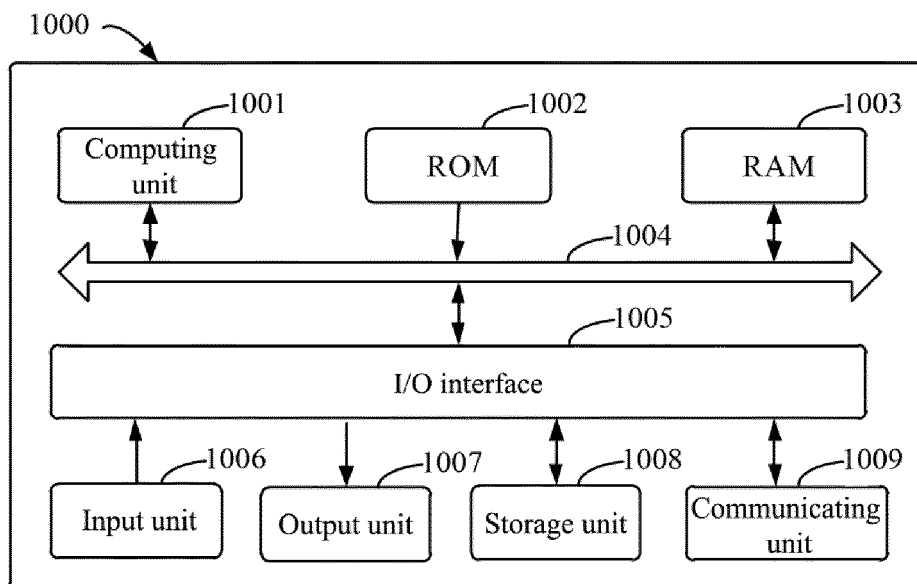 1000
1001
1002
1003
Computing
unit
ROM
RAM
1004
1005
I/O interface
1006
1007
1008
1009
Input unit
Output unit
Storage unit
Communicating
unit